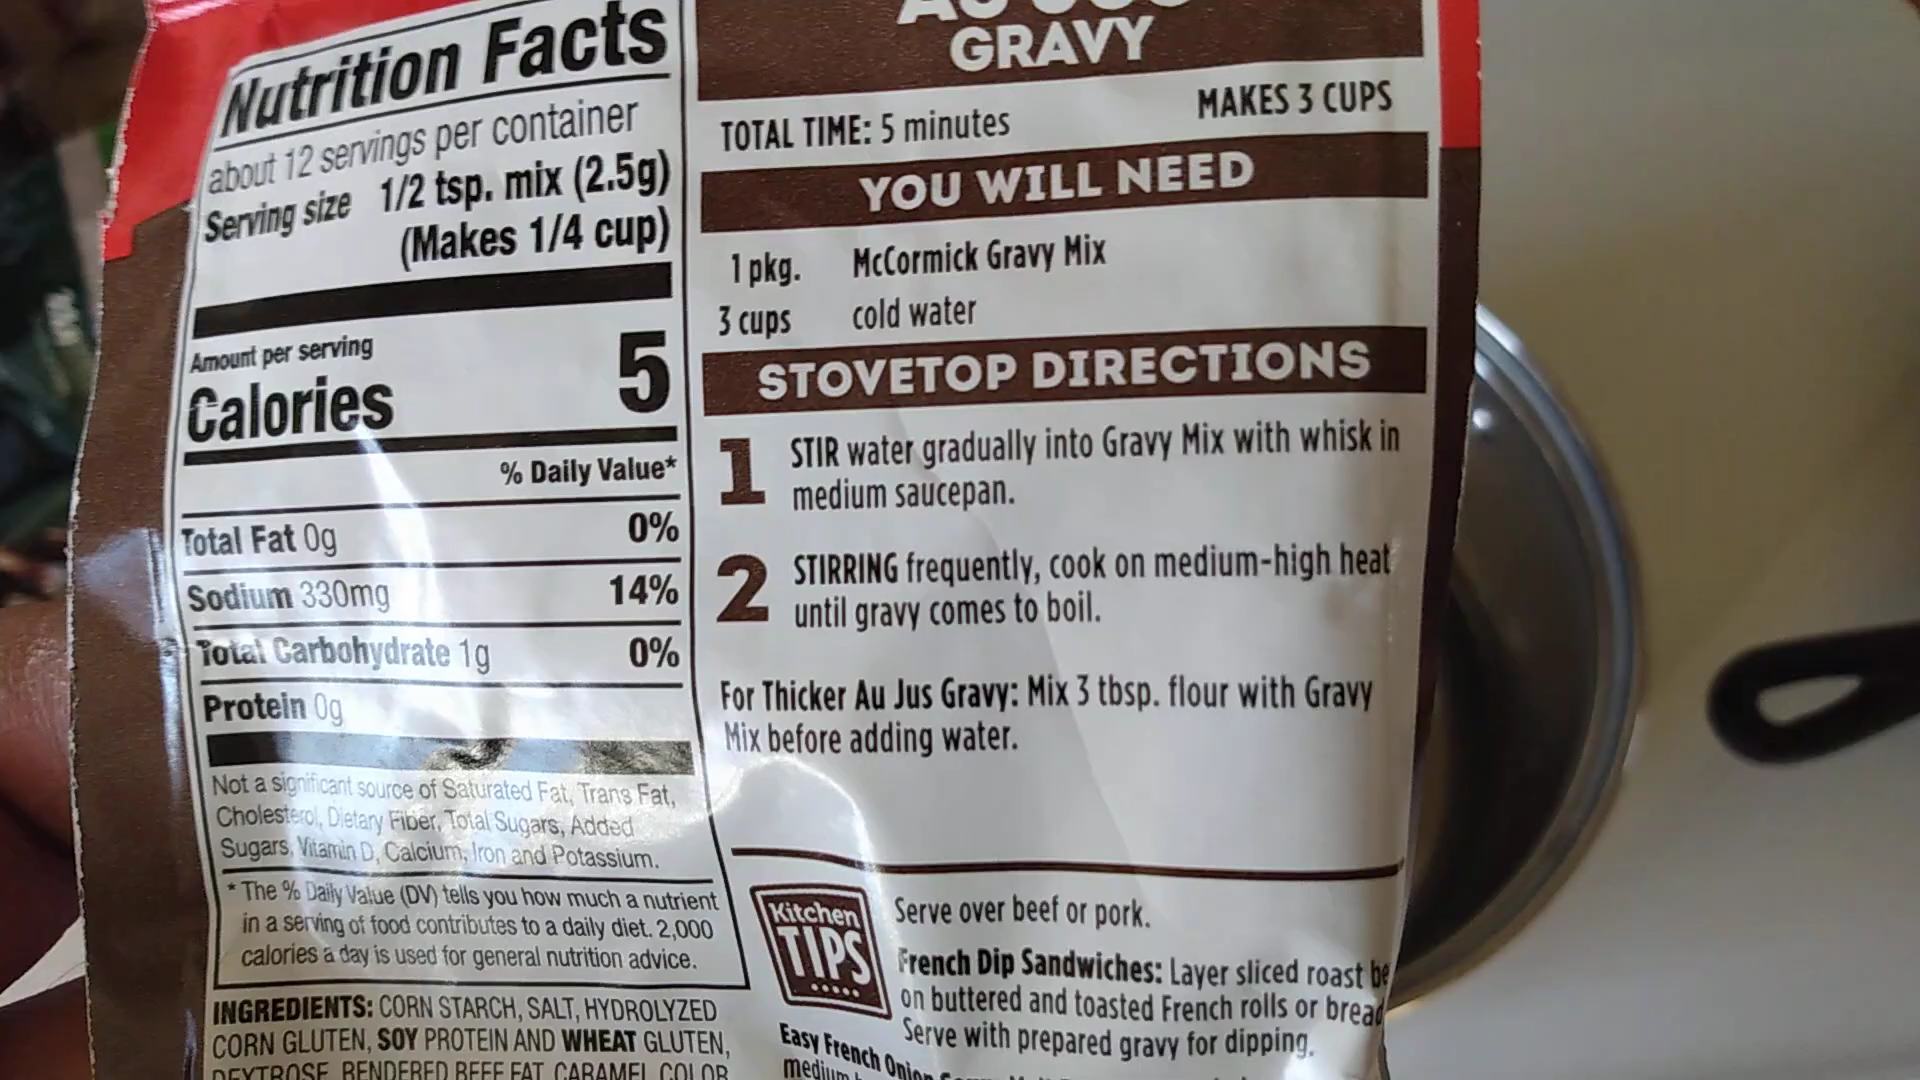 Nutrition Facts
about 12 servings per container
Serving size 1/2 tsp. mix (2.5g)
(Makes 1/4 cup)
Amount per serving
Calories 5
% Daily Value*
Total Fat 0g 0%
Sodium 330mg 14%
Total Carbohydrate 1g 0%
Protein 0g
Not a significant source of Saturated Fat, Trans Fat,
Cholesterol, Dietary Fiber, Total Sugars, Added
Sugars, Vitamin D, Calcium, Iron and Potassium.
* The % Daily Value (DV) tells you how much a nutrient
in a serving of food contributes to a daily diet. 2,000
calories a day is used for general nutrition advice.
INGREDIENTS: CORN STARCH, SALT, HYDROLYZED
CORN GLUTEN, SOY PROTEIN AND WHEAT GLUTEN,
DEXTROSE, RENDERED BEEF FAT, CARAMEL COLOR
AU JUS
GRAVY
TOTAL TIME: 5 minutes MAKES 3 CUPS
YOU WILL NEED
1 pkg. McCormick Gravy Mix
3 cups cold water
STOVETOP DIRECTIONS
1 STIR water gradually into Gravy Mix with whisk in
medium saucepan.
2 STIRRING frequently, cook on medium-high heat
until gravy comes to boil.
For Thicker Au Jus Gravy: Mix 3 tbsp. flour with Gravy
Mix before adding water.
Kitchen
TIPS
Serve over beef or pork.
French Dip Sandwiches: Layer sliced roast be
on buttered and toasted French rolls or bread
Serve with prepared gravy for dipping.
Easy French Onion
medium